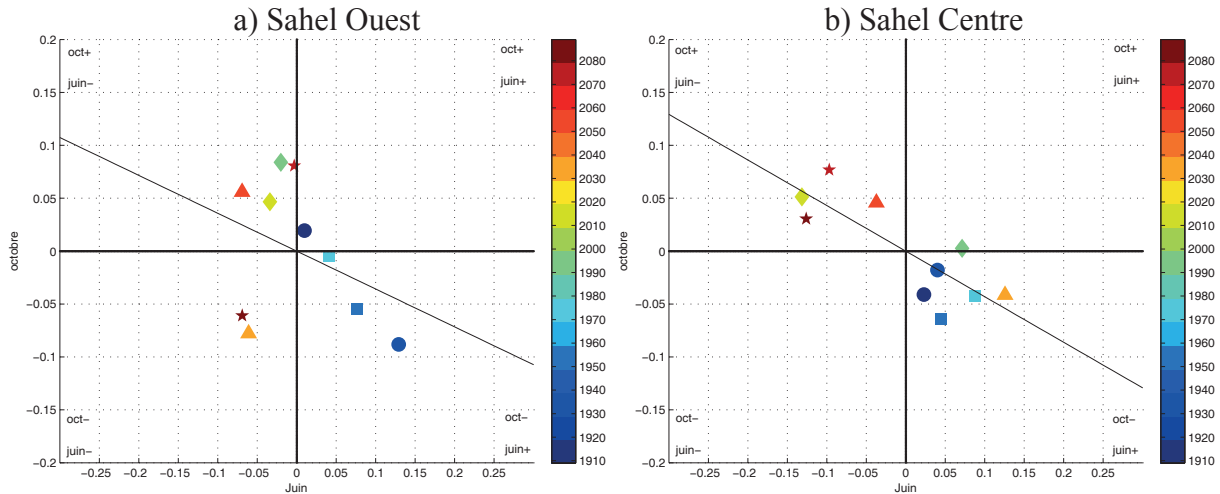 a) Sahel Ouest
0.2
0.15
0.1
0.05
0
−0.05
−0.1
−0.15
−0.2
octobre
oct+
juin−
oct+
juin+
oct−
juin−
oct−
juin+
−0.25 −0.2 −0.15 −0.1 −0.05 0 0.05 0.1 0.15 0.2 0.25
Juin
2080
2070
2060
2050
2040
2030
2020
2010
2000
1990
1980
1970
1960
1950
1940
1930
1920
1910
b) Sahel Centre
0.2
0.15
0.1
0.05
0
−0.05
−0.1
−0.15
−0.2
octobre
oct+
juin−
oct+
juin+
oct−
juin−
oct−
juin+
−0.25 −0.2 −0.15 −0.1 −0.05 0 0.05 0.1 0.15 0.2 0.25
Juin
2080
2070
2060
2050
2040
2030
2020
2010
2000
1990
1980
1970
1960
1950
1940
1930
1920
1910